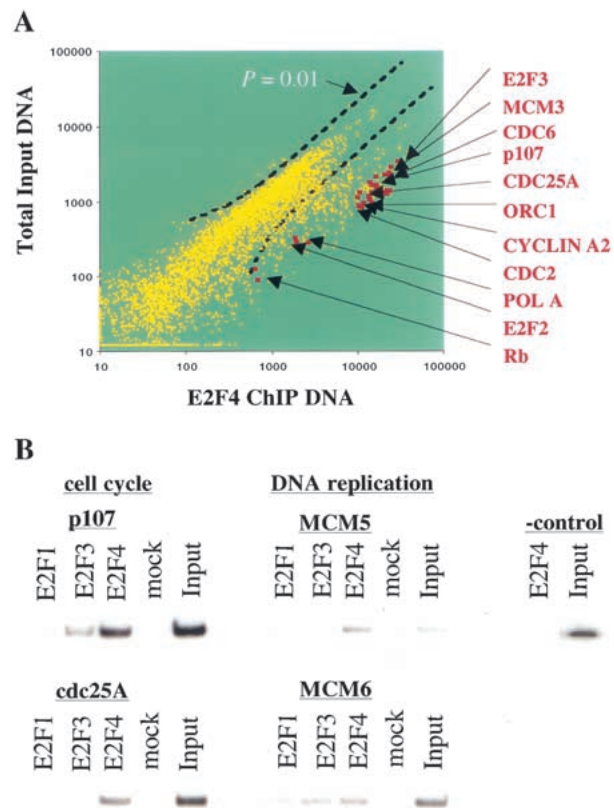 A
Total Input DNA
100000
10000
1000
100
10
P = 0.01
10
100
1000
10000
100000
E2F4 ChIP DNA
E2F3
MCM3
CDC6
p107
CDC25A
ORC1
CYCLIN A2
CDC2
POL A
E2F2
Rb
B
cell cycle
p107
E2F1
E2F3
E2F4
mock
Input
DNA replication
MCM5
E2F1
E2F3
E2F4
mock
Input
-control
E2F4
Input
cdc25A
E2F1
E2F3
E2F4
mock
Input
MCM6
E2F1
E2F3
E2F4
mock
Input